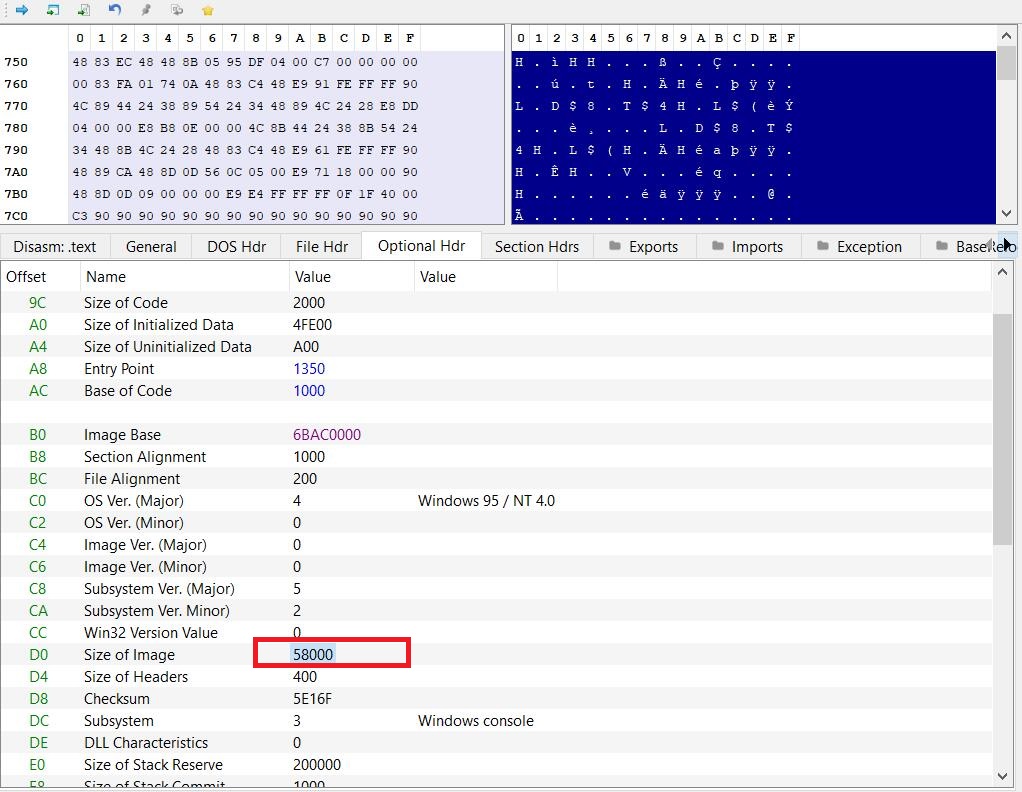 0 1 2 3 4 5 6 7 8 9 A B C D E F 0 1 2 3 4 5 6 7 8 9 A B C D E F
750 48 83 EC 48 48 8B 05 95 DF 04 00 C7 00 00 00 00 H . ì H H . . . ß . . Ç . . . .
760 00 83 FA 01 74 0A 48 83 C4 48 E9 91 FE FF FF 90 . . ú . t . H . Ä H é . þ ÿ ÿ .
770 4C 89 44 24 38 89 54 24 34 48 89 4C 24 28 E8 DD L . D $ 8 . T $ 4 H . L $ ( è Ý
780 04 00 00 E8 B8 0E 00 00 4C 8B 44 24 38 8B 54 24 . . . è ¸ . . . L . D $ 8 . T $
790 34 48 8B 4C 24 28 48 83 C4 48 E9 61 FE FF FF 90 4 H . L $ ( H . Ä H é a þ ÿ ÿ .
7A0 48 89 CA 48 8D 0D 56 0C 05 00 E9 71 18 00 00 90 H . Ê H . . V . . . é q . . . .
7B0 48 8D 0D 09 00 00 00 E9 E4 FF FF FF 0F 1F 40 00 H . . . . . . é ä ÿ ÿ ÿ . . @ .
7C0 C3 90 90 90 90 90 90 90 90 90 90 90 90 90 90 90 Ã . . . . . . . . . . . . . . .
Disasm: .text General DOS Hdr File Hdr Optional Hdr Section Hdrs Exports Imports Exception BaseReloc
Offset Name Value Value
9C Size of Code 2000
A0 Size of Initialized Data 4FE00
A4 Size of Uninitialized Data A00
A8 Entry Point 1350
AC Base of Code 1000
B0 Image Base 6BAC0000
B8 Section Alignment 1000
BC File Alignment 200
C0 OS Ver. (Major) 4 Windows 95 / NT 4.0
C2 OS Ver. (Minor) 0
C4 Image Ver. (Major) 0
C6 Image Ver. (Minor) 0
C8 Subsystem Ver. (Major) 5
CA Subsystem Ver. Minor) 2
CC Win32 Version Value 0
D0 Size of Image 58000
D4 Size of Headers 400
D8 Checksum 5E16F
DC Subsystem 3 Windows console
DE DLL Characteristics 0
E0 Size of Stack Reserve 200000
E8 Size of Stack Commit 1000